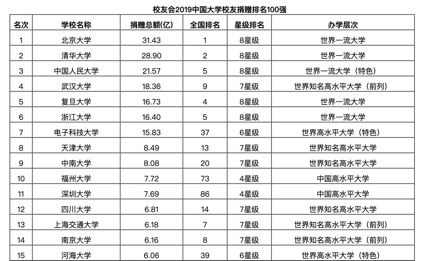 校友会2019中国大学校友捐赠排名100强
名次 学校名称 捐赠总额(亿) 全国排名 星级排名 办学层次
1 北京大学 31.43 1 8星级 世界一流大学
2 清华大学 28.90 2 8星级 世界一流大学
3 中国人民大学 21.57 5 8星级 世界一流大学（特色）
4 武汉大学 18.36 9 7星级 世界知名高水平大学（前列）
5 复旦大学 16.73 4 8星级 世界一流大学
6 浙江大学 16.40 5 8星级 世界一流大学
7 电子科技大学 15.83 37 6星级 世界高水平大学（特色）
8 天津大学 8.49 13 7星级 世界知名高水平大学
9 中南大学 8.08 20 7星级 世界知名高水平大学
10 福州大学 7.72 73 4星级 中国高水平大学
11 深圳大学 7.69 86 4星级 中国高水平大学
12 四川大学 6.81 14 7星级 世界知名高水平大学
13 上海交通大学 6.18 7 7星级 世界知名高水平大学（前列）
14 南京大学 6.16 8 7星级 世界知名高水平大学（前列）
15 河海大学 6.06 39 6星级 世界高水平大学（特色）